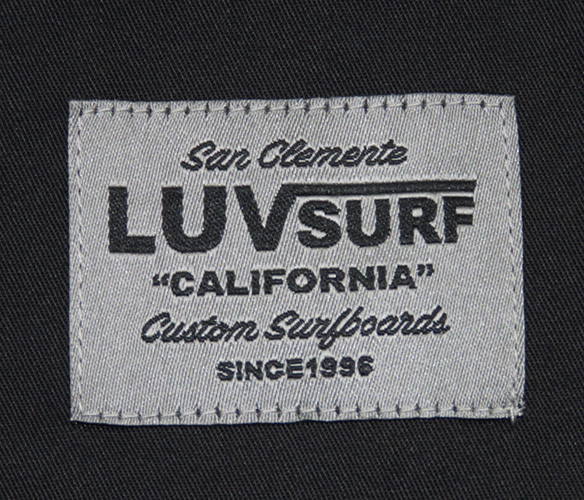 San Clemente
LUVSURF
"CALIFORNIA"
Custom Surfboards
SINCE1996